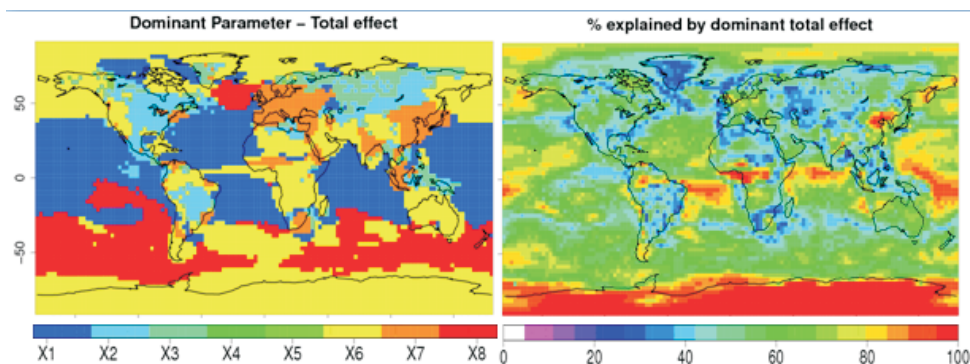 Dominant Parameter – Total effect
% explained by dominant total effect
50
0
-50
X1 X2 X3 X4 X5 X6 X7 X8
0 20 40 60 80 100